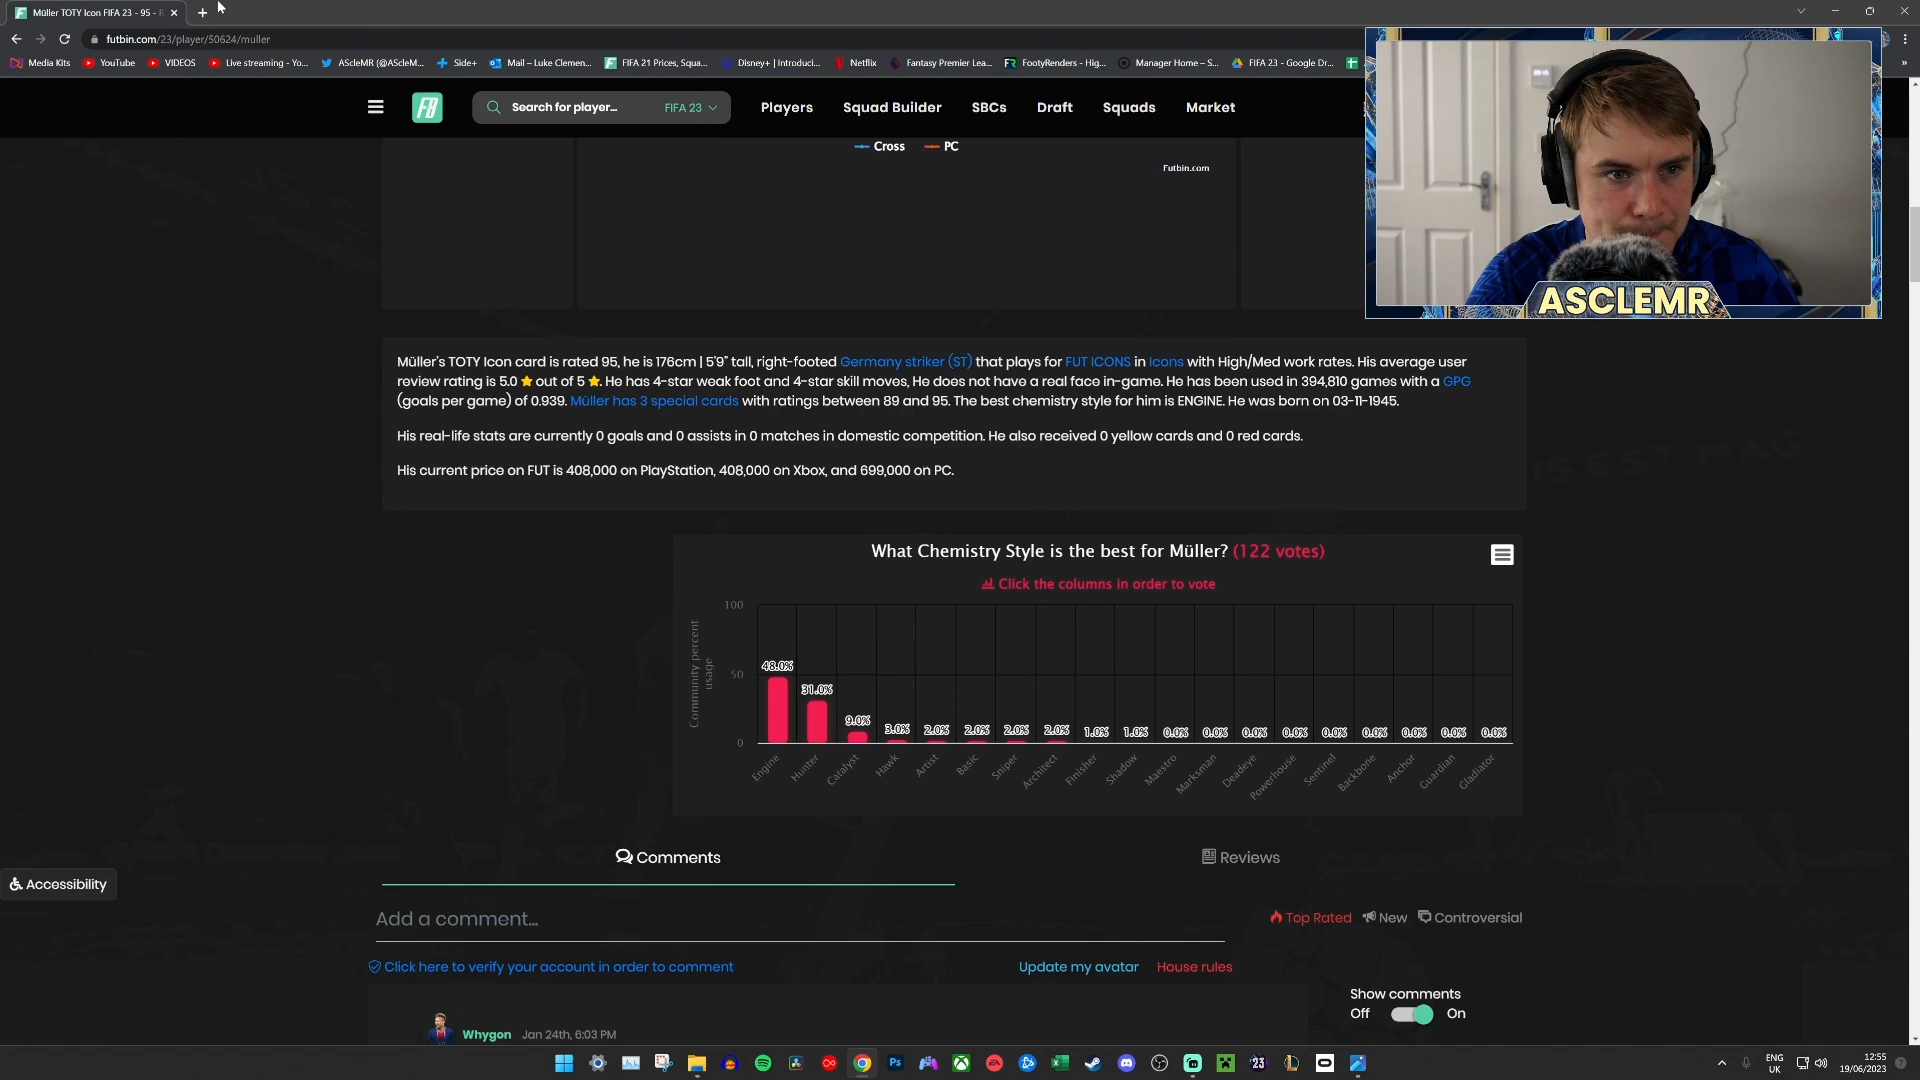 Müller TOTY Icon FIFA 23 - 95 - R
futbin.com/23/player/50624/muller
Media Kits
YouTube
VIDEOS
Live streaming - Yo...
AScleMR (@AScleM...
Side+
Mail – Luke Clemen...
FIFA 21 Prices, Squa...
Disney+ | Introduci...
Netflix
Fantasy Premier Lea...
FootyRenders - Hig...
Manager Home – S...
FIFA 23 - Google Dr...
Search for player...
FIFA 23
Players
Squad Builder
SBCs
Draft
Squads
Market
Cross
PC
Futbin.com
ASCLEMR
Müller's TOTY Icon card is rated 95, he is 176cm | 5'9" tall, right-footed Germany striker (ST) that plays for FUT ICONS in Icons with High/Med work rates. His average user
review rating is 5.0 ★ out of 5 ★. He has 4-star weak foot and 4-star skill moves, He does not have a real face in-game. He has been used in 394,810 games with a GPG
(goals per game) of 0.939. Müller has 3 special cards with ratings between 89 and 95. The best chemistry style for him is ENGINE. He was born on 03-11-1945.
His real-life stats are currently 0 goals and 0 assists in 0 matches in domestic competition. He also received 0 yellow cards and 0 red cards.
His current price on FUT is 408,000 on PlayStation, 408,000 on Xbox, and 699,000 on PC.
What Chemistry Style is the best for Müller? (122 votes)
Click the columns in order to vote
Community percent
usage
100
50
0
48.0%
31.0%
9.0%
3.0%
2.0%
2.0%
2.0%
2.0%
1.0%
1.0%
0.0%
0.0%
0.0%
0.0%
0.0%
0.0%
0.0%
0.0%
0.0%
Engine
Hunter
Catalyst
Hawk
Artist
Basic
Sniper
Architect
Finisher
Shadow
Maestro
Marksman
Deadeye
Powerhouse
Sentinel
Backbone
Anchor
Guardian
Gladiator
Comments
Reviews
Accessibility
Add a comment...
Top Rated
New
Controversial
Click here to verify your account in order to comment
Update my avatar
House rules
Show comments
Off
On
Whygon
Jan 24th, 6:03 PM
Ps
23
ENG
UK
12:55
19/06/2023